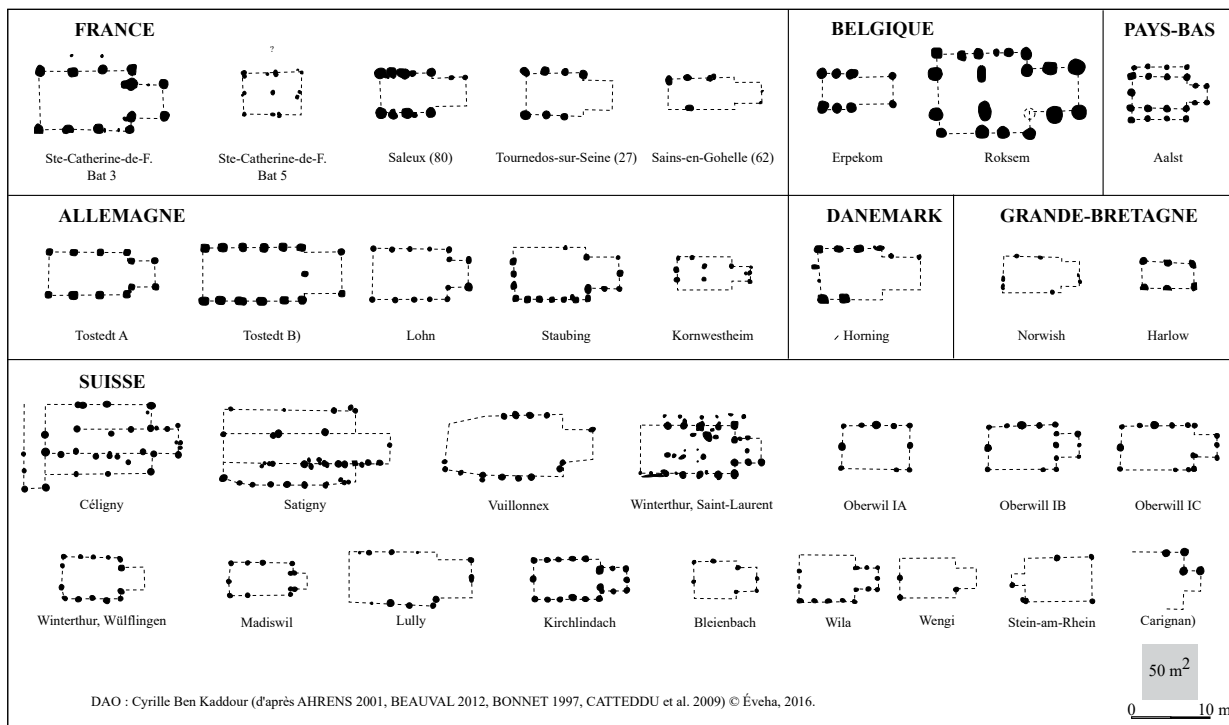 FRANCE
BELGIQUE
PAYS-BAS
?
Ste-Catherine-de-F.
Bat 3
Ste-Catherine-de-F.
Bat 5
Saleux (80)
Tournedos-sur-Seine (27)
Sains-en-Gohelle (62)
Erpekom
Roksem
Aalst
ALLEMAGNE
DANEMARK
GRANDE-BRETAGNE
Tostedt A
Tostedt B)
Lohn
Staubing
Kornwestheim
Horning
Norwish
Harlow
SUISSE
Céligny
Satigny
Vuillonnex
Winterthur, Saint-Laurent
Oberwil IA
Oberwill IB
Oberwill IC
Winterthur, Wülflingen
Madiswil
Lully
Kirchlindach
Bleienbach
Wila
Wengi
Stein-am-Rhein
Carignan)
50 m²
DAO : Cyrille Ben Kaddour (d'après AHRENS 2001, BEAUVAL 2012, BONNET 1997, CATTEDDU et al. 2009) © Éveha, 2016.
0 10 m